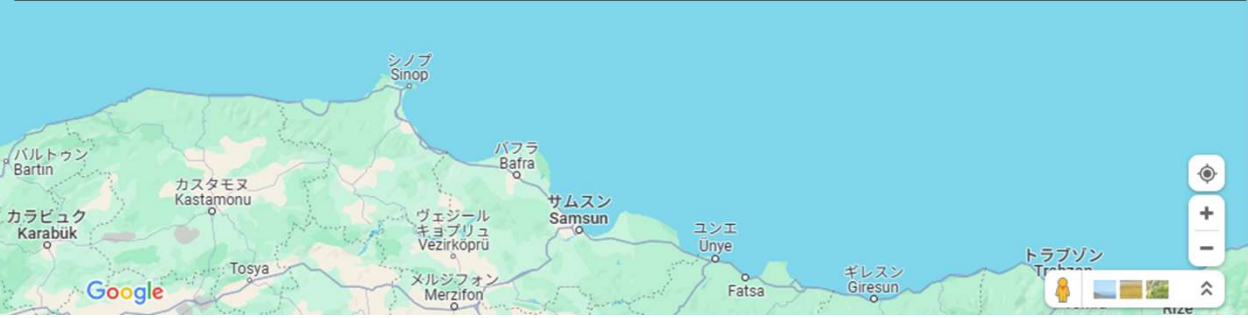 シノプ
Sinop
バルトゥン
Bartın
バフラ
Bafra
カスタモヌ
Kastamonu
サムスン
Samsun
カラビュク
Karabük
ヴェジール
キョプリュ
Vezirköprü
ユンエ
Ünye
トラブゾン
Trabzon
Tosya
メルジフォン
Merzifon
Fatsa
ギレスン
Giresun
Google
Rize